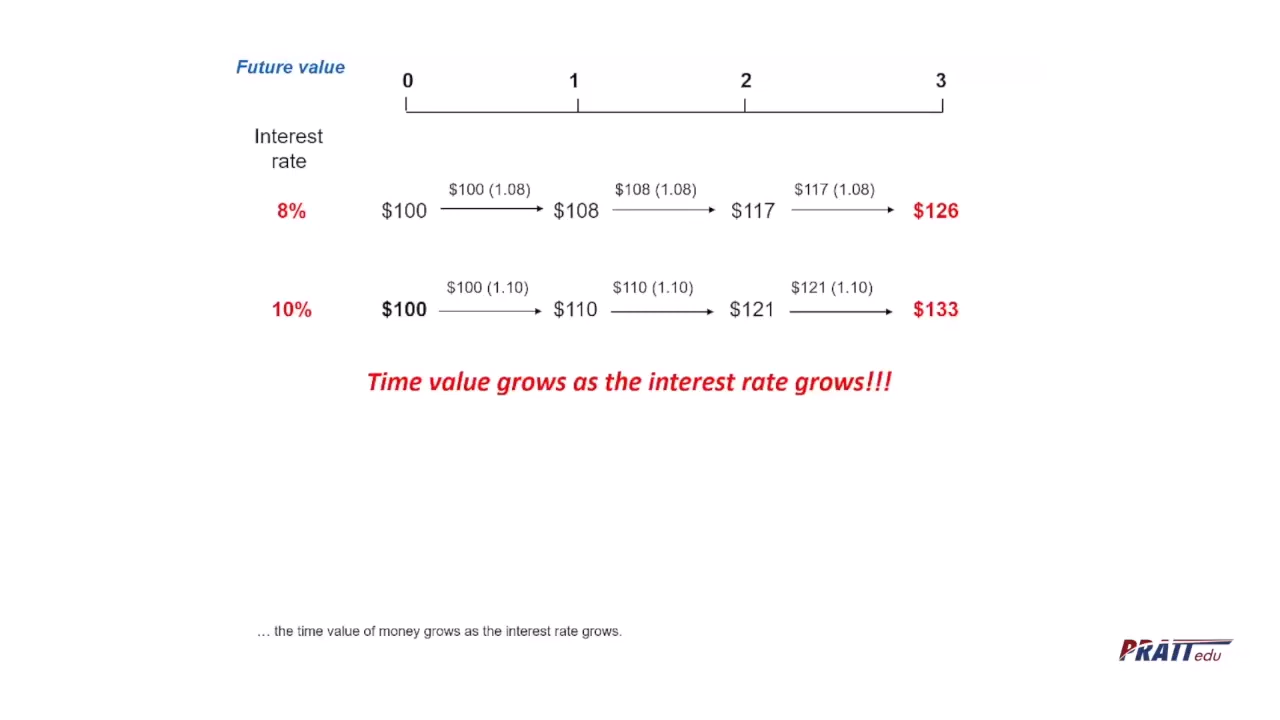 Future value
0 1 2 3
Interest
rate
$100 (1.08) $108 (1.08) $117 (1.08)
8% $100 $108 $117 $126
$100 (1.10) $110 (1.10) $121 (1.10)
10% $100 $110 $121 $133
Time value grows as the interest rate grows!!!
... the time value of money grows as the interest rate grows.
PRATT edu